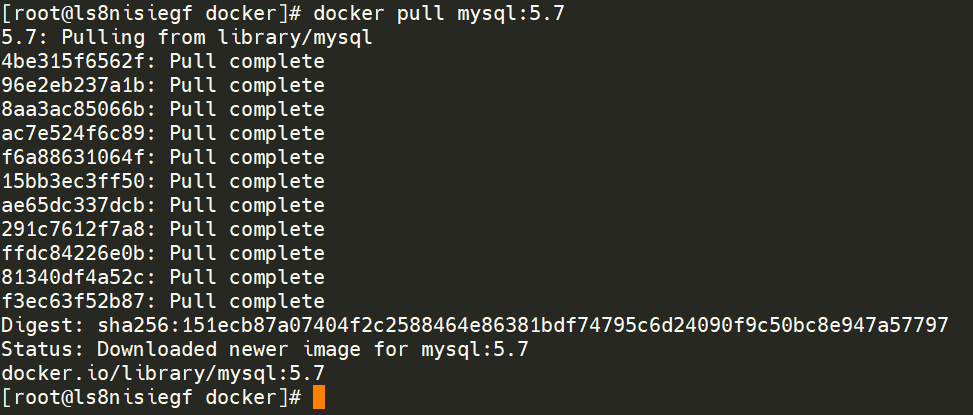 [root@ls8nisiegf docker]# docker pull mysql:5.7
5.7: Pulling from library/mysql
4be315f6562f: Pull complete
96e2eb237a1b: Pull complete
8aa3ac85066b: Pull complete
ac7e524f6c89: Pull complete
f6a88631064f: Pull complete
15bb3ec3ff50: Pull complete
ae65dc337dcb: Pull complete
291c7612f7a8: Pull complete
ffdc84226e0b: Pull complete
81340df4a52c: Pull complete
f3ec63f52b87: Pull complete
Digest: sha256:151ecb87a07404f2c2588464e86381bdf74795c6d24090f9c50bc8e947a57797
Status: Downloaded newer image for mysql:5.7
docker.io/library/mysql:5.7
[root@ls8nisiegf docker]#